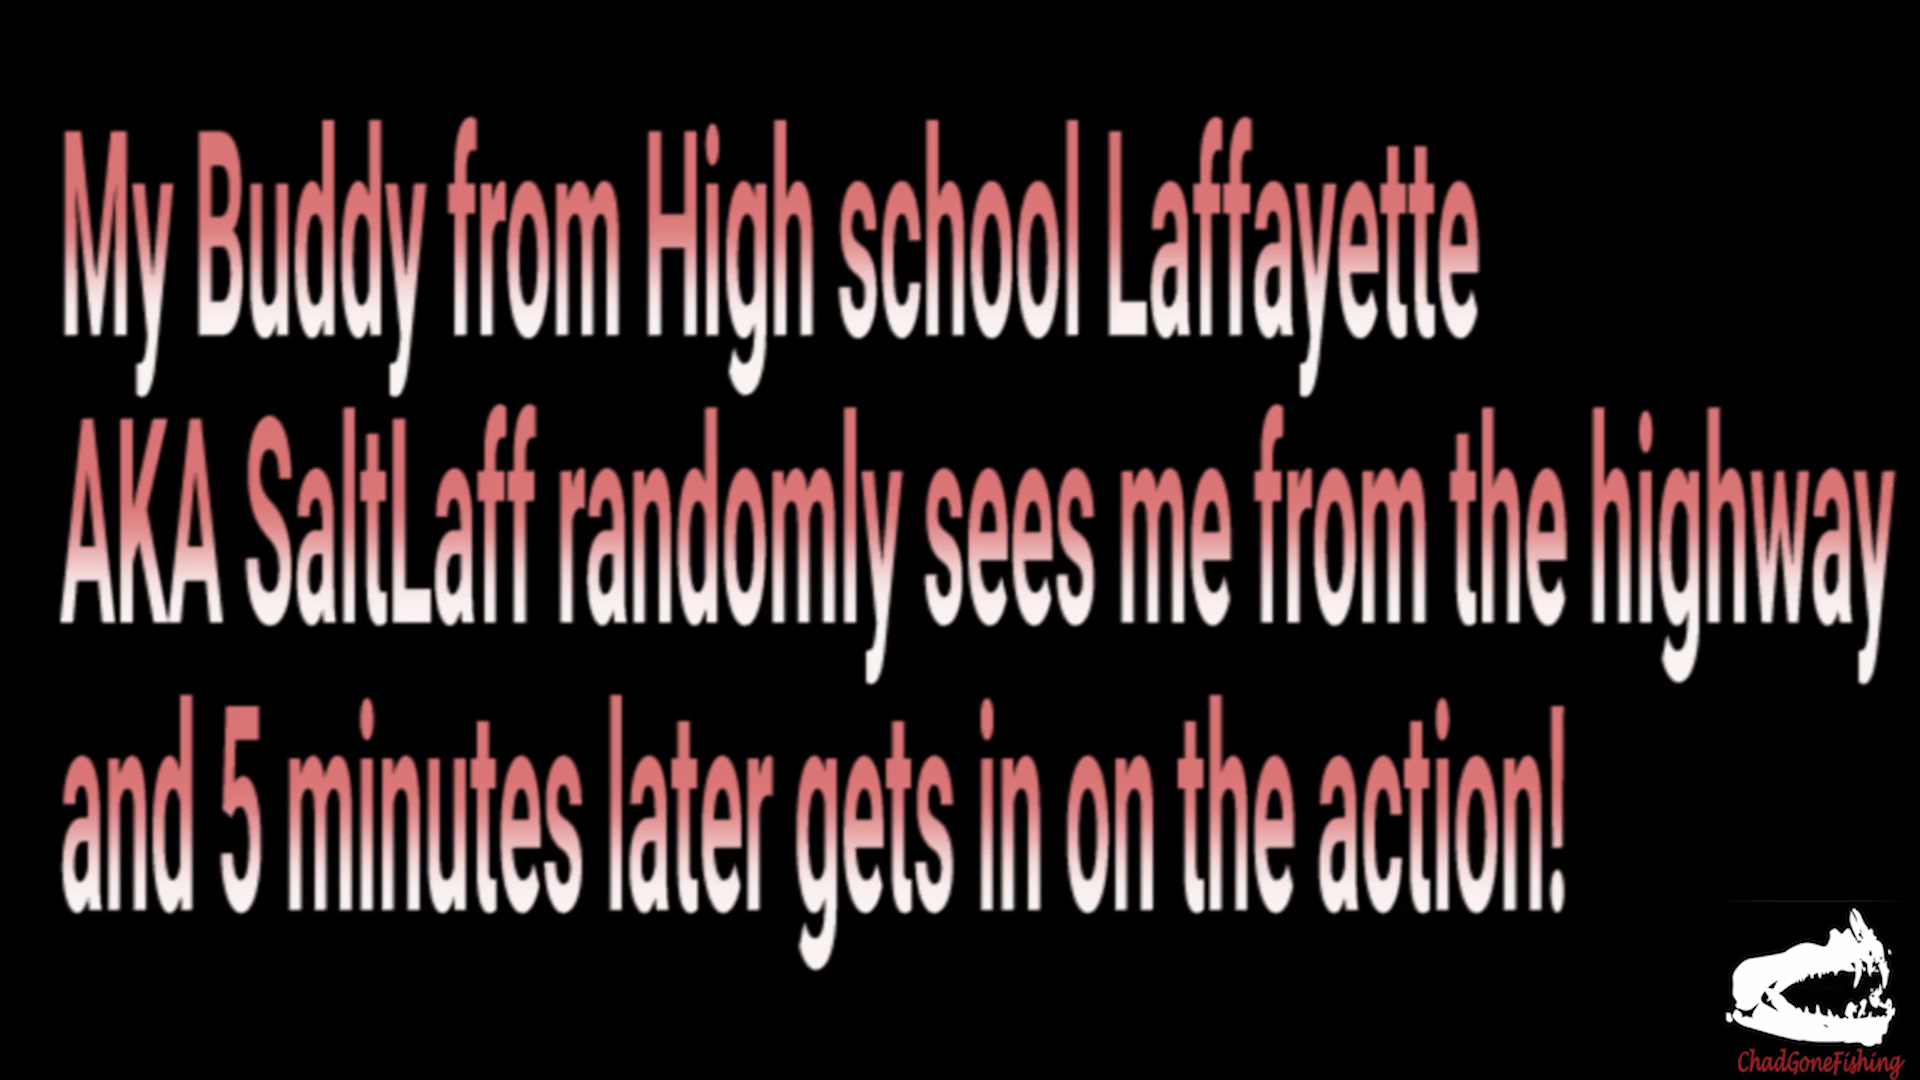 My Buddy from High school Laffayette
AKA SaltLaff randomly sees me from the highway
and 5 minutes later gets in on the action!
ChadGoneFishing